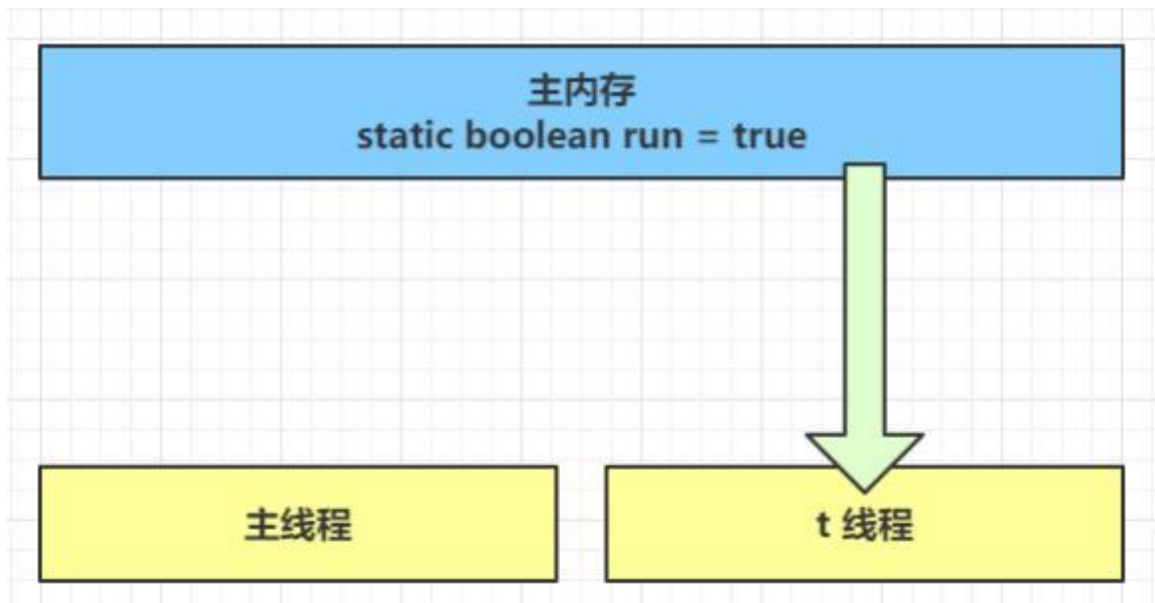 主内存
static boolean run = true
主线程
t 线程